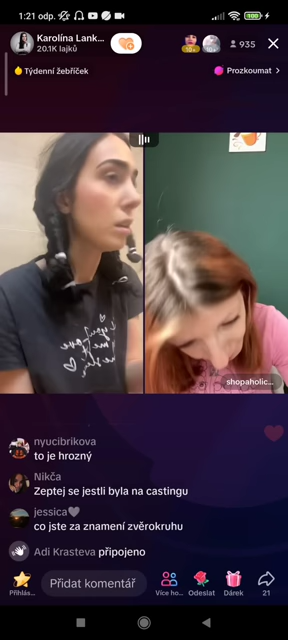 1:21 odp.
Karolína Lank...
20.1K lajků
10+
10+
935
Týdenní žebříček
Prozkoumat
shopaholic...
nyucibrikova
to je hrozný
Nikča
Zeptej se jestli byla na castingu
jessica🩶
co jste za znamení zvěrokruhu
Adi Krasteva připojeno
Přidat komentář
Přihlás...
Více ho...
Odeslat
Dárek
21